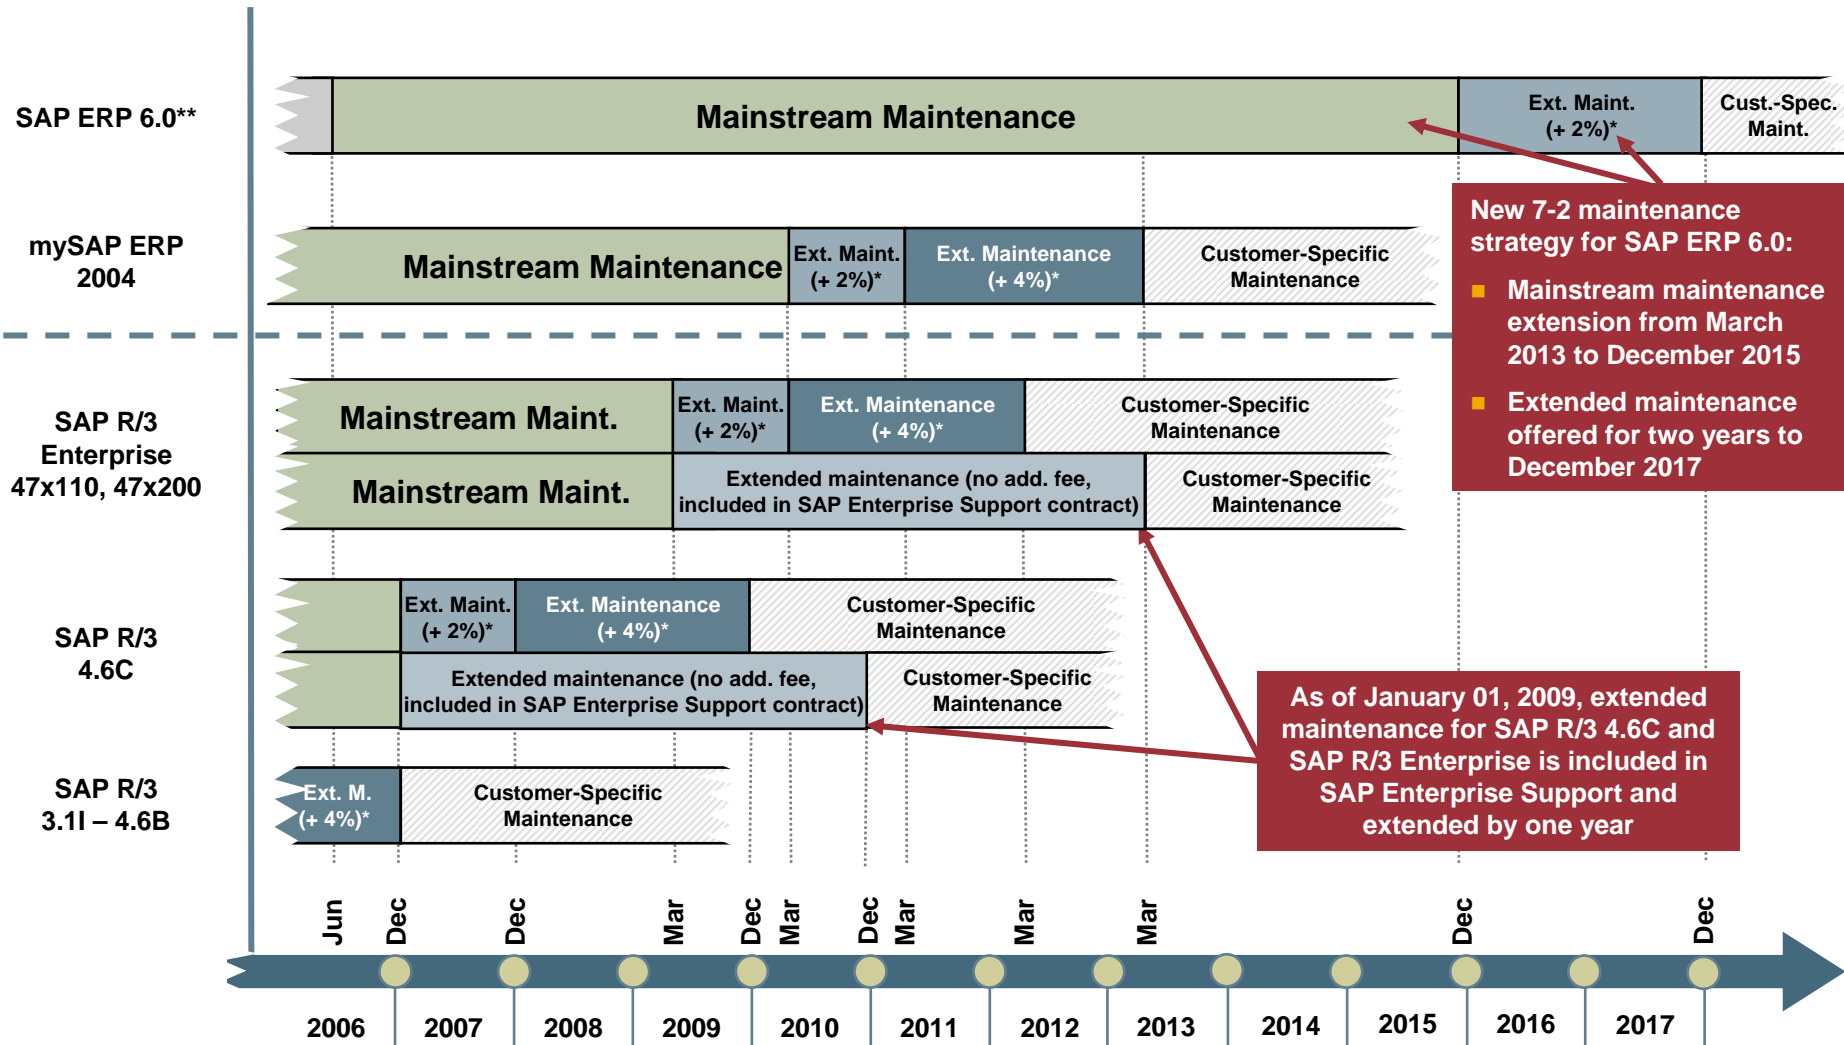 SAP ERP 6.0**
Mainstream Maintenance
Ext. Maint.
(+ 2%)*
Cust.-Spec.
Maint.
mySAP ERP
2004
Mainstream Maintenance
Ext. Maint.
(+ 2%)*
Ext. Maintenance
(+ 4%)*
Customer-Specific
Maintenance
New 7-2 maintenance
strategy for SAP ERP 6.0:
Mainstream maintenance
extension from March
2013 to December 2015
Extended maintenance
offered for two years to
December 2017
SAP R/3
Enterprise
47x110, 47x200
Mainstream Maint.
Ext. Maint.
(+ 2%)*
Ext. Maintenance
(+ 4%)*
Customer-Specific
Maintenance
Mainstream Maint.
Extended maintenance (no add. fee,
included in SAP Enterprise Support contract)
Customer-Specific
Maintenance
SAP R/3
4.6C
Ext. Maint.
(+ 2%)*
Ext. Maintenance
(+ 4%)*
Customer-Specific
Maintenance
Extended maintenance (no add. fee,
included in SAP Enterprise Support contract)
Customer-Specific
Maintenance
As of January 01, 2009, extended
maintenance for SAP R/3 4.6C and
SAP R/3 Enterprise is included in
SAP Enterprise Support and
extended by one year
SAP R/3
3.1I – 4.6B
Ext. M.
(+ 4%)*
Customer-Specific
Maintenance
Jun
Dec
Dec
Mar
Dec
Mar
Dec
Mar
Mar
Mar
Dec
Dec
2006
2007
2008
2009
2010
2011
2012
2013
2014
2015
2016
2017